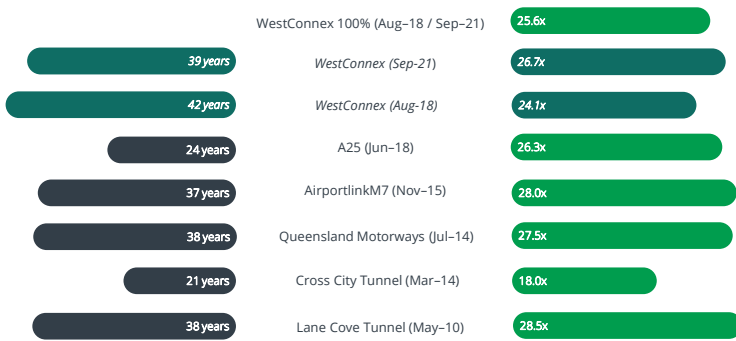 WestConnex 100% (Aug–18 / Sep–21) 25.6x
39 years WestConnex (Sep-21) 26.7x
42 years WestConnex (Aug-18) 24.1x
24 years A25 (Jun–18) 26.3x
37 years AirportlinkM7 (Nov–15) 28.0x
38 years Queensland Motorways (Jul–14) 27.5x
21 years Cross City Tunnel (Mar–14) 18.0x
38 years Lane Cove Tunnel (May–10) 28.5x